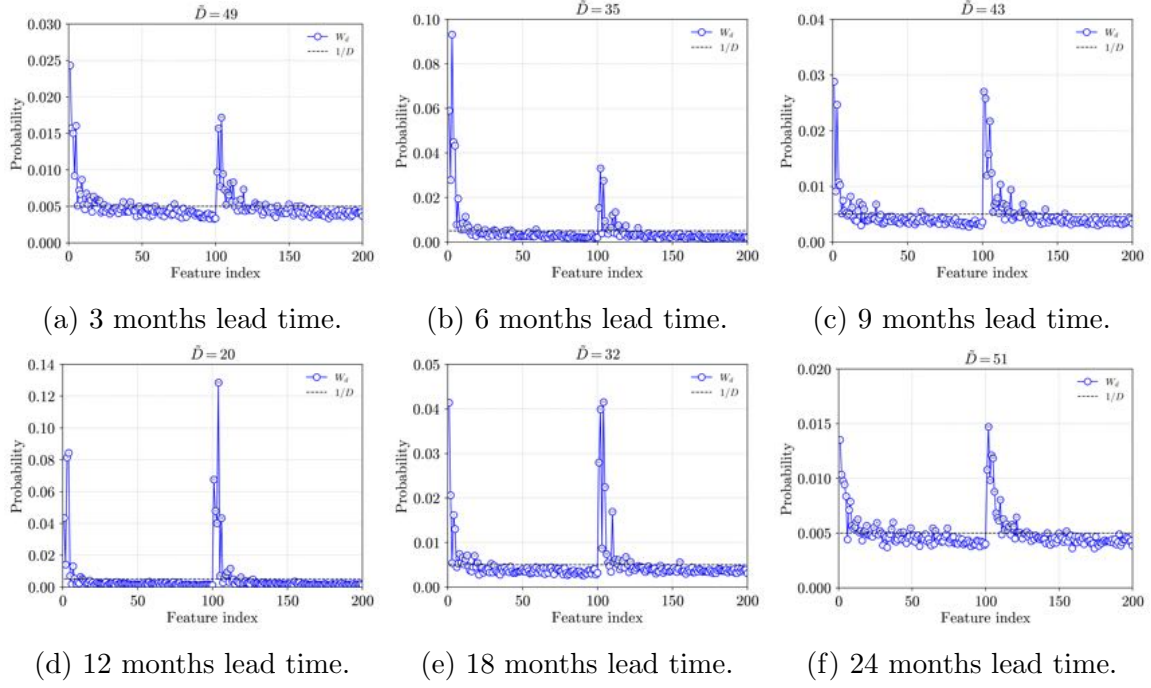 D̃ = 49
0.030
0.025
0.020
0.015
0.010
0.005
0.000
Probability
W_d
1/D
0 50 100 150 200
Feature index
(a) 3 months lead time.
D̃ = 35
0.10
0.08
0.06
0.04
0.02
0.00
Probability
W_d
1/D
0 50 100 150 200
Feature index
(b) 6 months lead time.
D̃ = 43
0.04
0.03
0.02
0.01
0.00
Probability
W_d
1/D
0 50 100 150 200
Feature index
(c) 9 months lead time.
D̃ = 20
0.14
0.12
0.10
0.08
0.06
0.04
0.02
0.00
Probability
W_d
1/D
0 50 100 150 200
Feature index
(d) 12 months lead time.
D̃ = 32
0.05
0.04
0.03
0.02
0.01
0.00
Probability
W_d
1/D
0 50 100 150 200
Feature index
(e) 18 months lead time.
D̃ = 51
0.020
0.015
0.010
0.005
0.000
Probability
W_d
1/D
0 50 100 150 200
Feature index
(f) 24 months lead time.